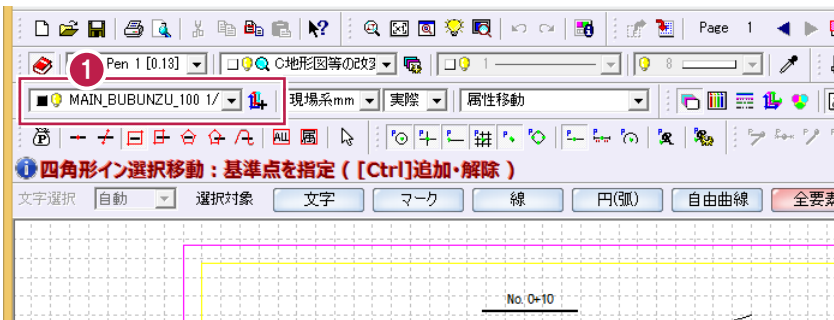 Page 1
Pen 1 [0.13] C地形図等の改ｺ 1 8
1 MAIN_BUBUNZU_100 1/ 現場系mm 実際 属性移動
ALL 属
四角形イン選択移動：基準点を指定 ( [Ctrl]追加・解除 )
文字選択 自動 選択対象 文字 マーク 線 円(弧) 自由曲線 全要素
No. 0+10